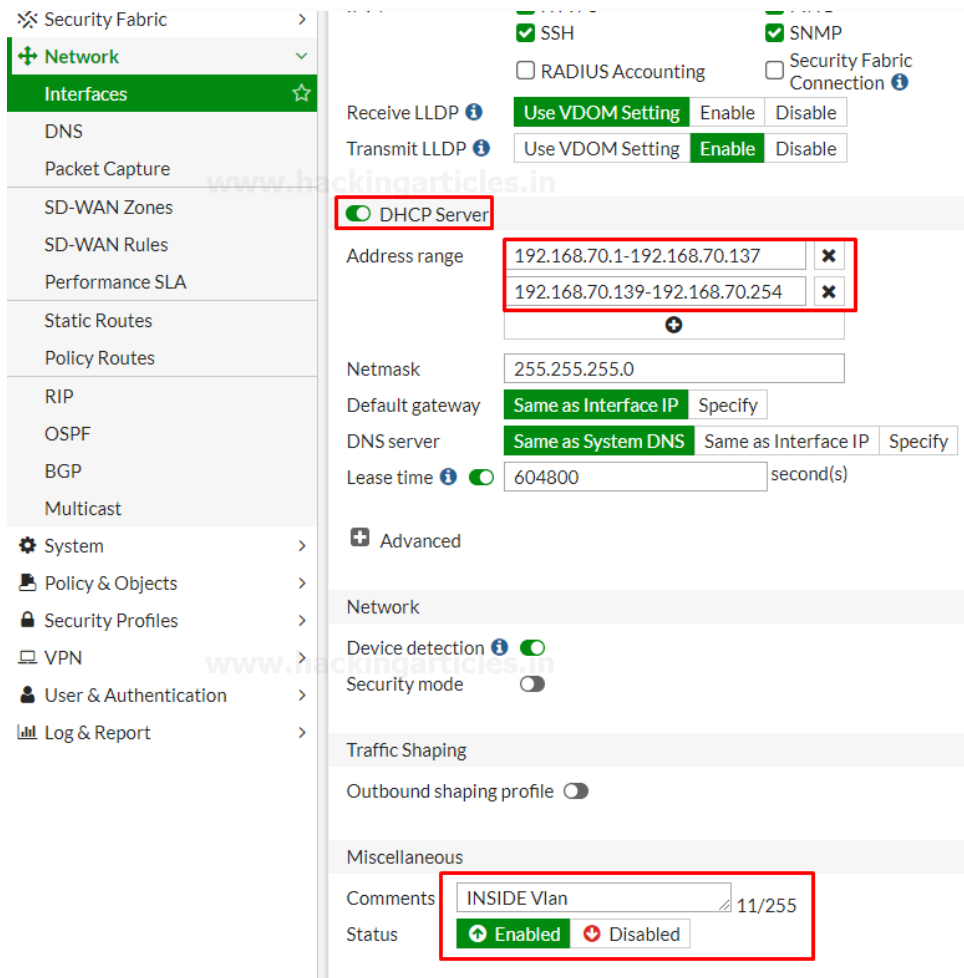 Security Fabric
Network
Interfaces
DNS
Packet Capture
SD-WAN Zones
SD-WAN Rules
Performance SLA
Static Routes
Policy Routes
RIP
OSPF
BGP
Multicast
System
Policy & Objects
Security Profiles
VPN
User & Authentication
Log & Report
SSH
SNMP
RADIUS Accounting
Security Fabric
Connection
Receive LLDP Use VDOM Setting Enable Disable
Transmit LLDP Use VDOM Setting Enable Disable
www.hackingarticles.in
DHCP Server
Address range 192.168.70.1-192.168.70.137
192.168.70.139-192.168.70.254
Netmask 255.255.255.0
Default gateway Same as Interface IP Specify
DNS server Same as System DNS Same as Interface IP Specify
Lease time 604800 second(s)
Advanced
Network
Device detection
www.hackingarticles.in
Security mode
Traffic Shaping
Outbound shaping profile
Miscellaneous
Comments INSIDE Vlan 11/255
Status Enabled Disabled